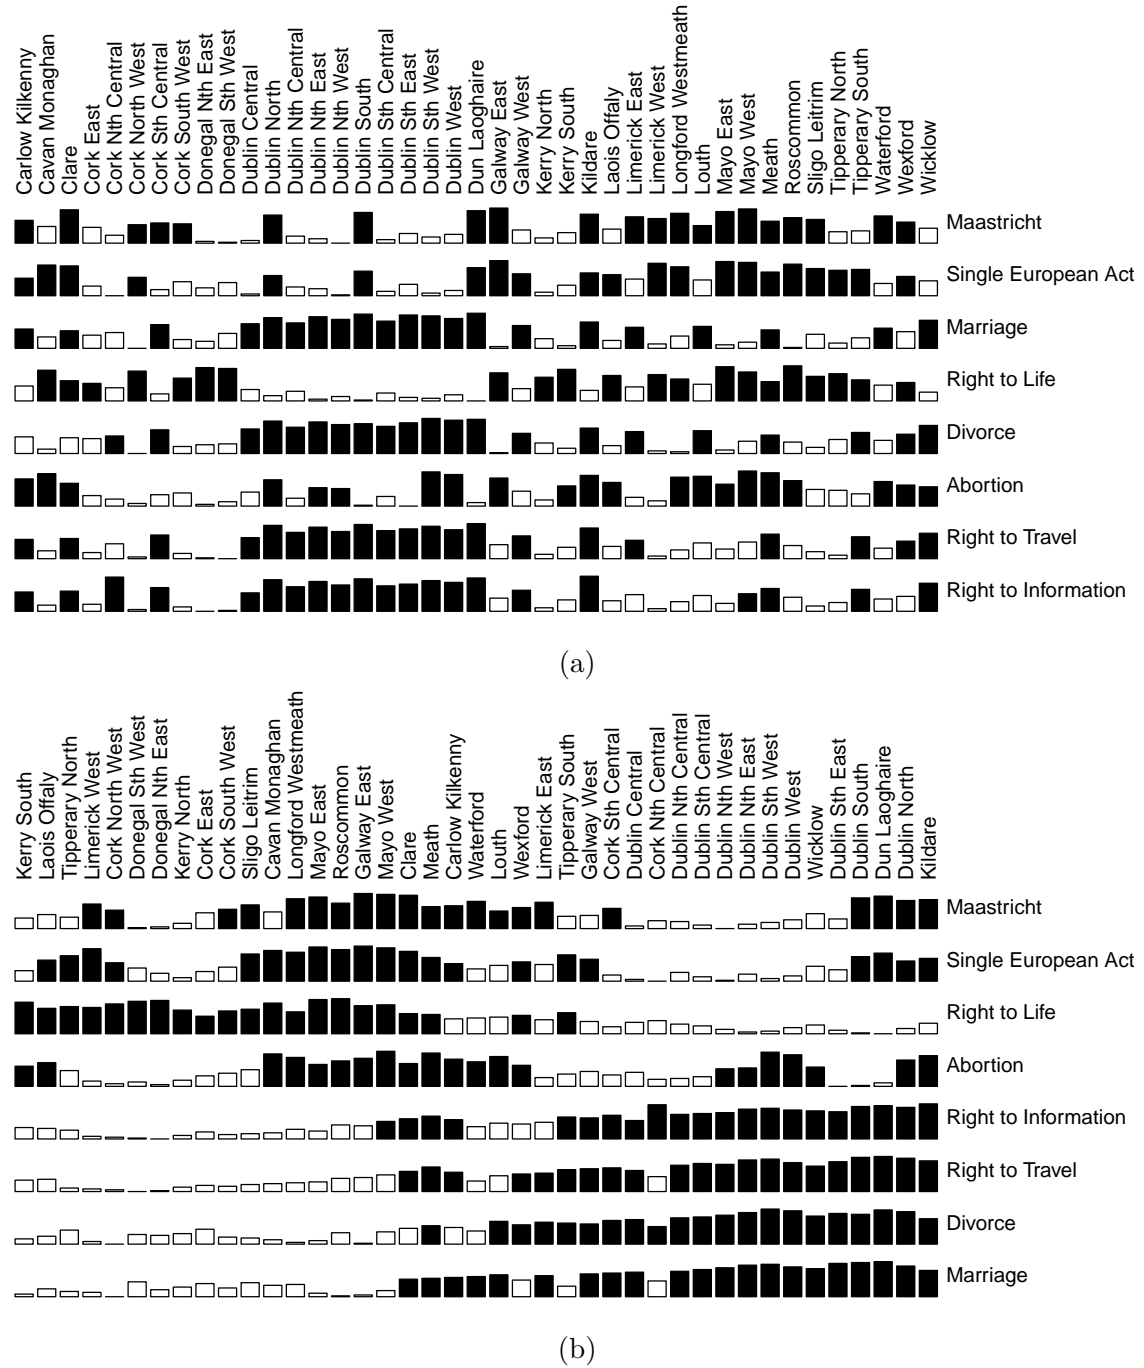 Carlow Kilkenny
Cavan Monaghan
Clare
Cork East
Cork Nth Central
Cork North West
Cork Sth Central
Cork South West
Donegal Nth East
Donegal Sth West
Dublin Central
Dublin North
Dublin Nth Central
Dublin Nth East
Dublin Nth West
Dublin South
Dublin Sth Central
Dublin Sth East
Dublin Sth West
Dublin West
Dun Laoghaire
Galway East
Galway West
Kerry North
Kerry South
Kildare
Laois Offaly
Limerick East
Limerick West
Longford Westmeath
Louth
Mayo East
Mayo West
Meath
Roscommon
Sligo Leitrim
Tipperary North
Tipperary South
Waterford
Wexford
Wicklow
Maastricht
Single European Act
Marriage
Right to Life
Divorce
Abortion
Right to Travel
Right to Information
(a)
Kerry South
Laois Offaly
Tipperary North
Limerick West
Cork North West
Donegal Sth West
Donegal Nth East
Kerry North
Cork East
Cork South West
Sligo Leitrim
Cavan Monaghan
Longford Westmeath
Mayo East
Roscommon
Galway East
Mayo West
Clare
Meath
Carlow Kilkenny
Waterford
Louth
Wexford
Limerick East
Tipperary South
Galway West
Cork Sth Central
Dublin Central
Cork Nth Central
Dublin Nth Central
Dublin Sth Central
Dublin Nth West
Dublin Nth East
Dublin Sth West
Dublin West
Wicklow
Dublin Sth East
Dublin South
Dun Laoghaire
Dublin North
Kildare
Maastricht
Single European Act
Right to Life
Abortion
Right to Information
Right to Travel
Divorce
Marriage
(b)